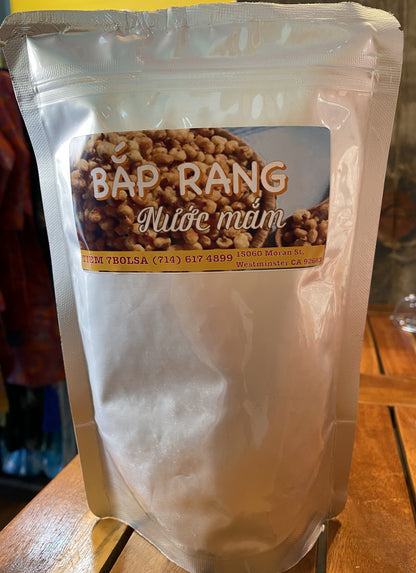 BẮP RANG
Nước mắm
ITEM 7BOLSA (714) 617 4899
15060 Moran St.
Westminster CA 92683